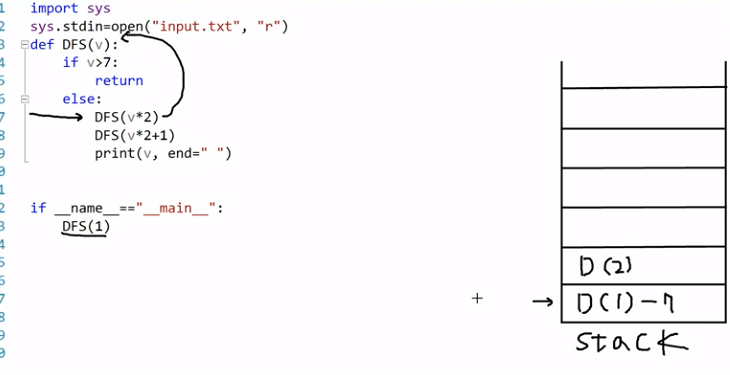 1 import sys
2 sys.stdin=open("input.txt", "r")
3 def DFS(v):
4 if v>7:
5 return
6 else:
7 DFS(v*2)
8 DFS(v*2+1)
9 print(v, end=" ")
0
1
2 if __name__=="__main__":
3 DFS(1)
4
5
6
7
8
9
0
D(2)
D(1)-7
stack